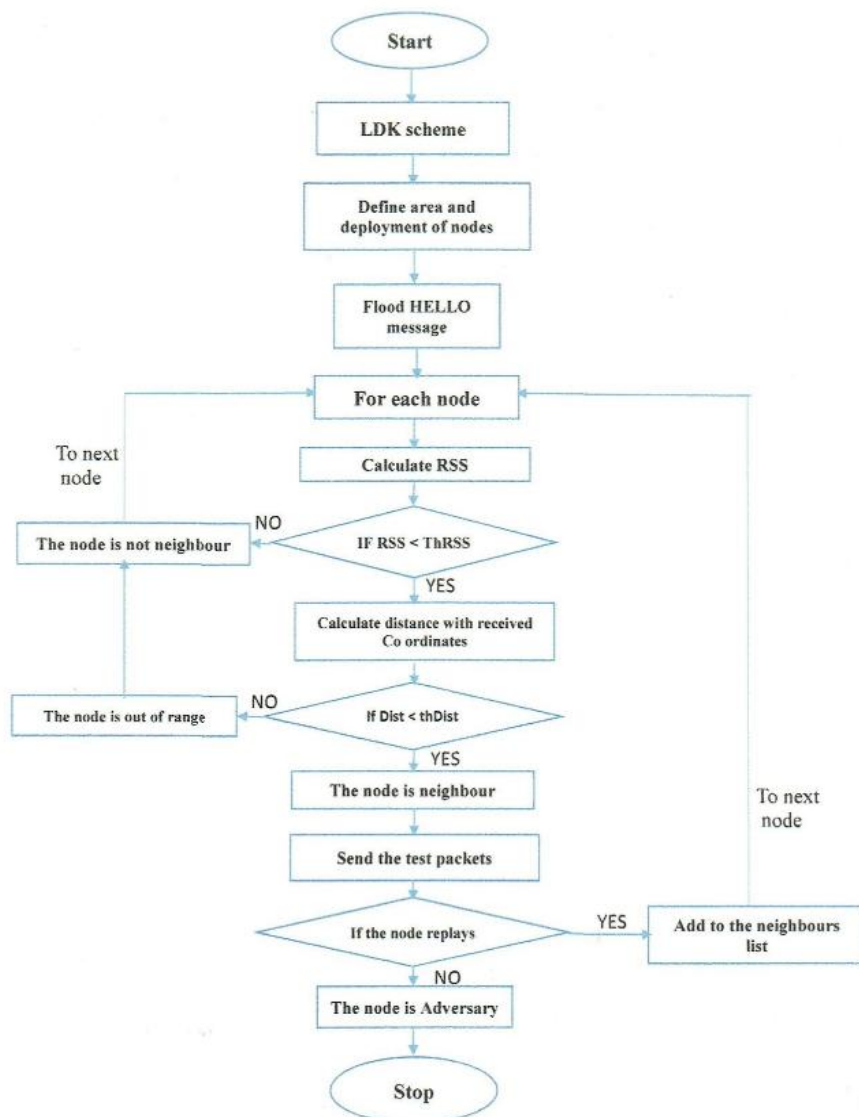 Start
LDK scheme
Define area and
deployment of nodes
Flood HELLO
message
For each node
To next
node
Calculate RSS
NO
The node is not neighbour
IF RSS < ThRSS
YES
Calculate distance with received
Co ordinates
NO
The node is out of range
If Dist < thDist
YES
The node is neighbour
To next
node
Send the test packets
If the node replays
YES
Add to the neighbours
list
NO
The node is Adversary
Stop